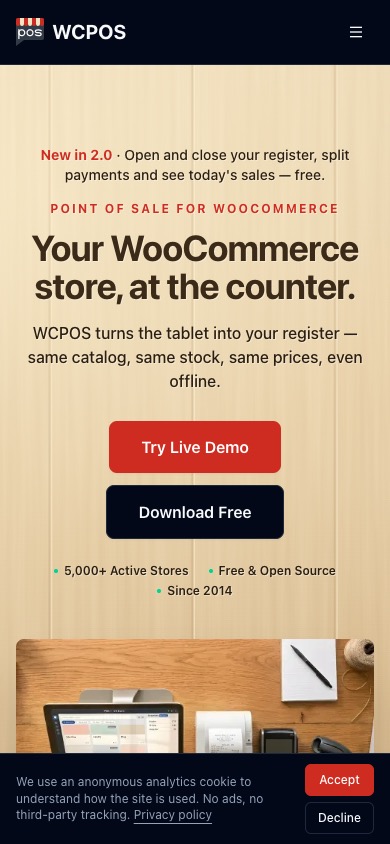 pos WCPOS
New in 2.0 · Open and close your register, split
payments and see today's sales — free.
POINT OF SALE FOR WOOCOMMERCE
Your WooCommerce
store, at the counter.
WCPOS turns the tablet into your register —
same catalog, same stock, same prices, even
offline.
Try Live Demo
Download Free
5,000+ Active Stores
Free & Open Source
Since 2014
We use an anonymous analytics cookie to
understand how the site is used. No ads, no
third-party tracking. Privacy policy
Accept
Decline